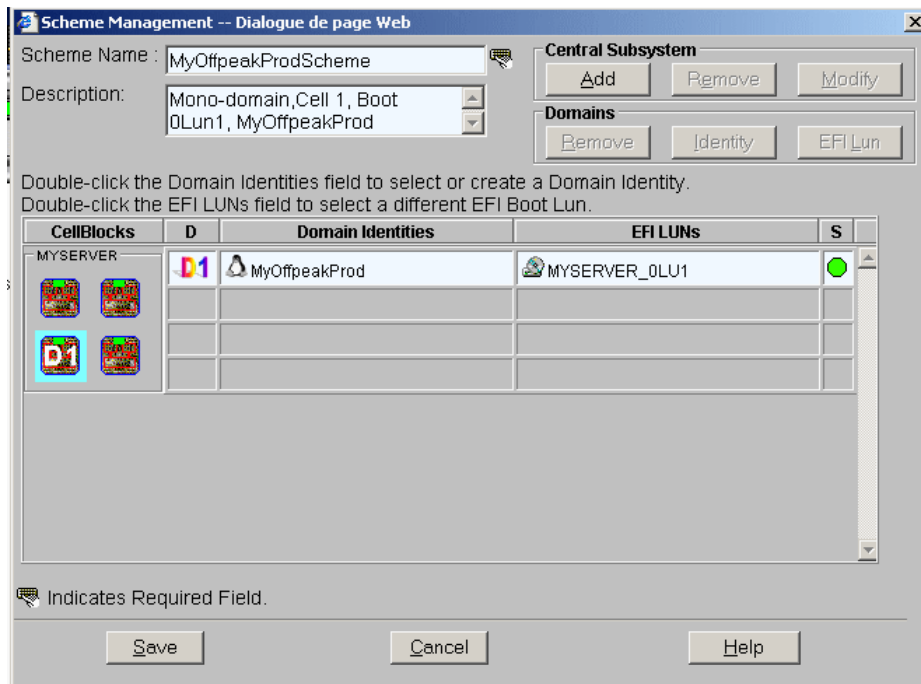 Scheme Management -- Dialogue de page Web
Scheme Name :
MyOffpeakProdScheme
Central Subsystem
Add
Remove
Modify
Description:
Mono-domain,Cell 1, Boot
0Lun1, MyOffpeakProd
Domains
Remove
Identity
EFI Lun
Double-click the Domain Identities field to select or create a Domain Identity.
Double-click the EFI LUNs field to select a different EFI Boot Lun.
CellBlocks
D
Domain Identities
EFI LUNs
S
MYSERVER
D1
MyOffpeakProd
MYSERVER_0LU1
D1
Indicates Required Field.
Save
Cancel
Help